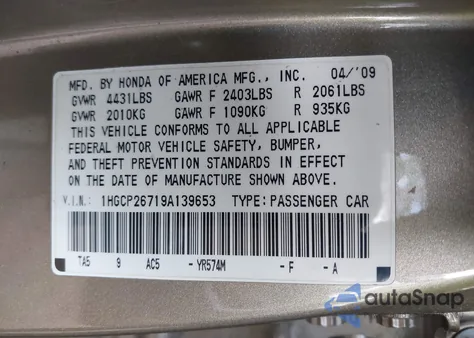 MFD. BY HONDA OF AMERICA MFG., INC. 04/'09
GVWR 4431LBS GAWR F 2403LBS R 2061LBS
GVWR 2010KG GAWR F 1090KG R 935KG
THIS VEHICLE CONFORMS TO ALL APPLICABLE
FEDERAL MOTOR VEHICLE SAFETY, BUMPER,
AND THEFT PREVENTION STANDARDS IN EFFECT
ON THE DATE OF MANUFACTURE SHOWN ABOVE.
V.I.N.: 1HGCP26719A139653 TYPE: PASSENGER CAR
TA5 9 AC5 -YR574M -F -A
autoSnap